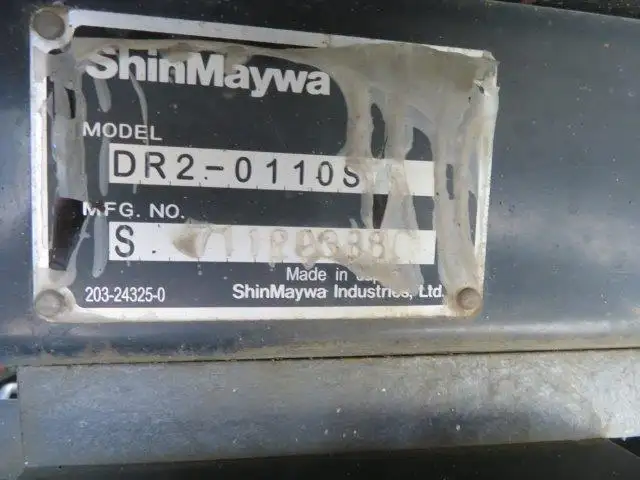 ShinMaywa
MODEL
DR2-0110S
MFG. NO.
S.
Made in
203-24325-0
ShinMaywa Industries, Ltd